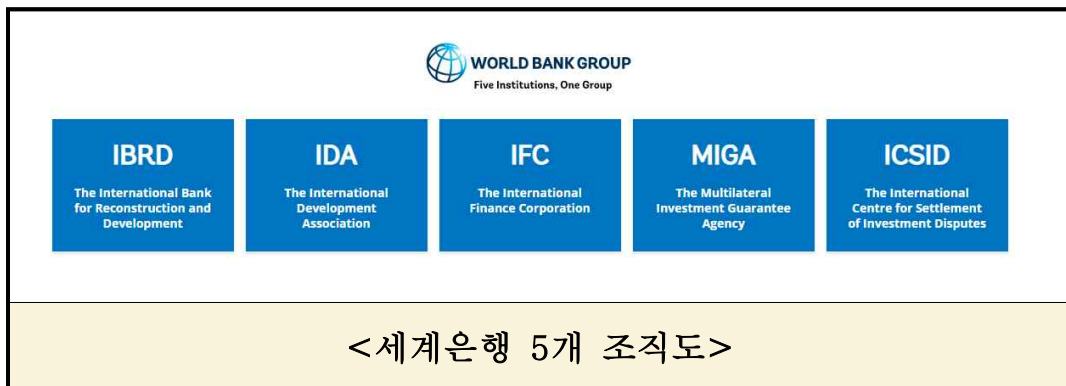 WORLD BANK GROUP
Five Institutions, One Group
IBRD
The International Bank
for Reconstruction and
Development
IDA
The International
Development
Association
IFC
The International
Finance Corporation
MIGA
The Multilateral
Investment Guarantee
Agency
ICSID
The International
Centre for Settlement
of Investment Disputes
<세계은행 5개 조직도>